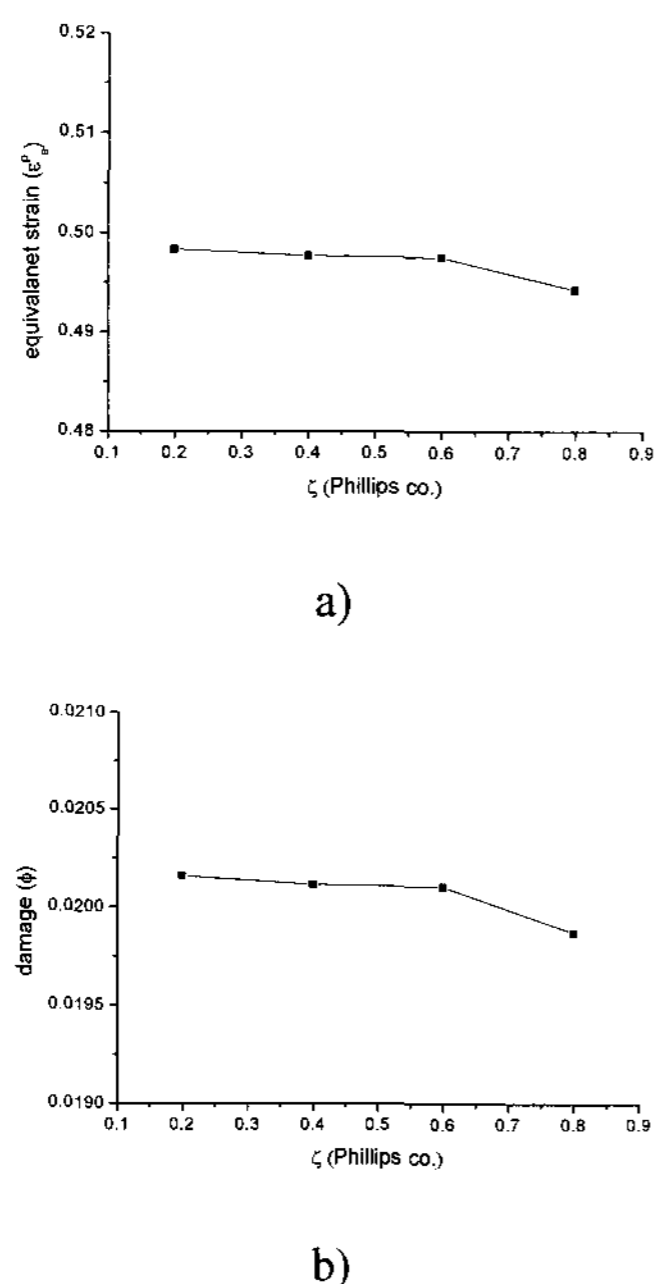 0.52
0.51
0.50
0.49
0.48
equivalanet strain (εᵖₑ)
0.1 0.2 0.3 0.4 0.5 0.6 0.7 0.8 0.9
ζ (Phillips co.)
a)
0.0210
0.0205
0.0200
0.0195
0.0190
damage (ϕ)
0.1 0.2 0.3 0.4 0.5 0.6 0.7 0.8 0.9
ζ (Phillips co.)
b)